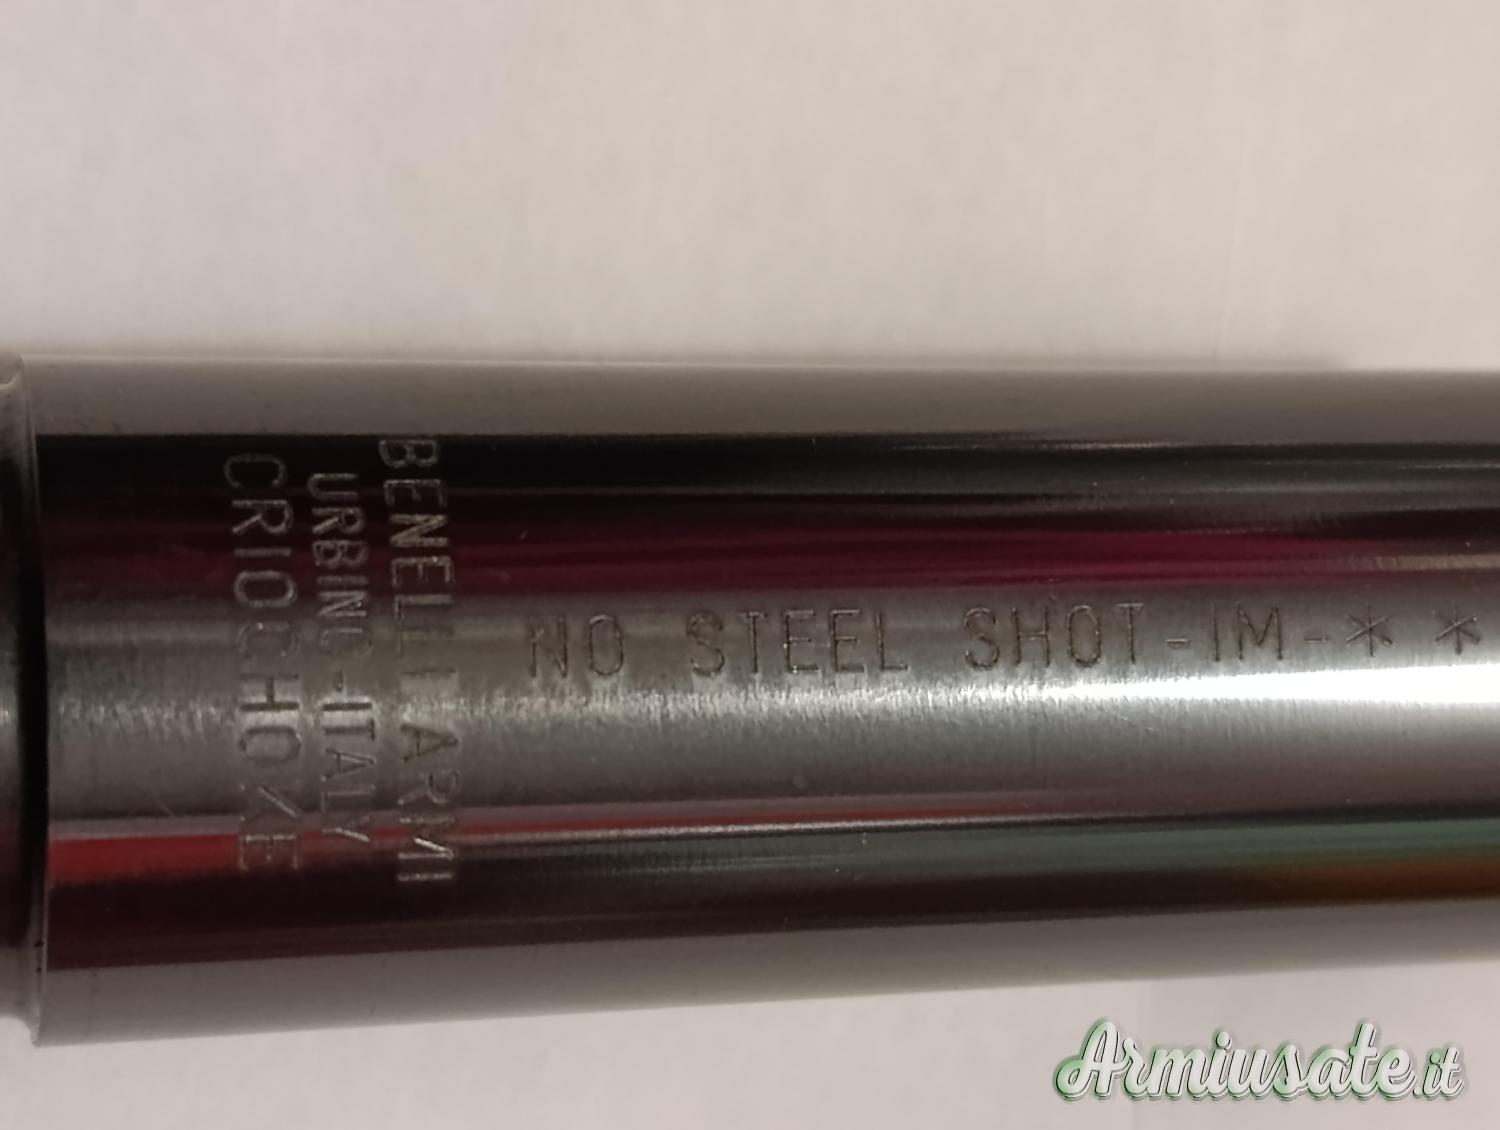 BENELLI ARMI
URBINO-ITALY
CRIOCHOKE
NO STEEL SHOT-IM-**
Armiusate.it